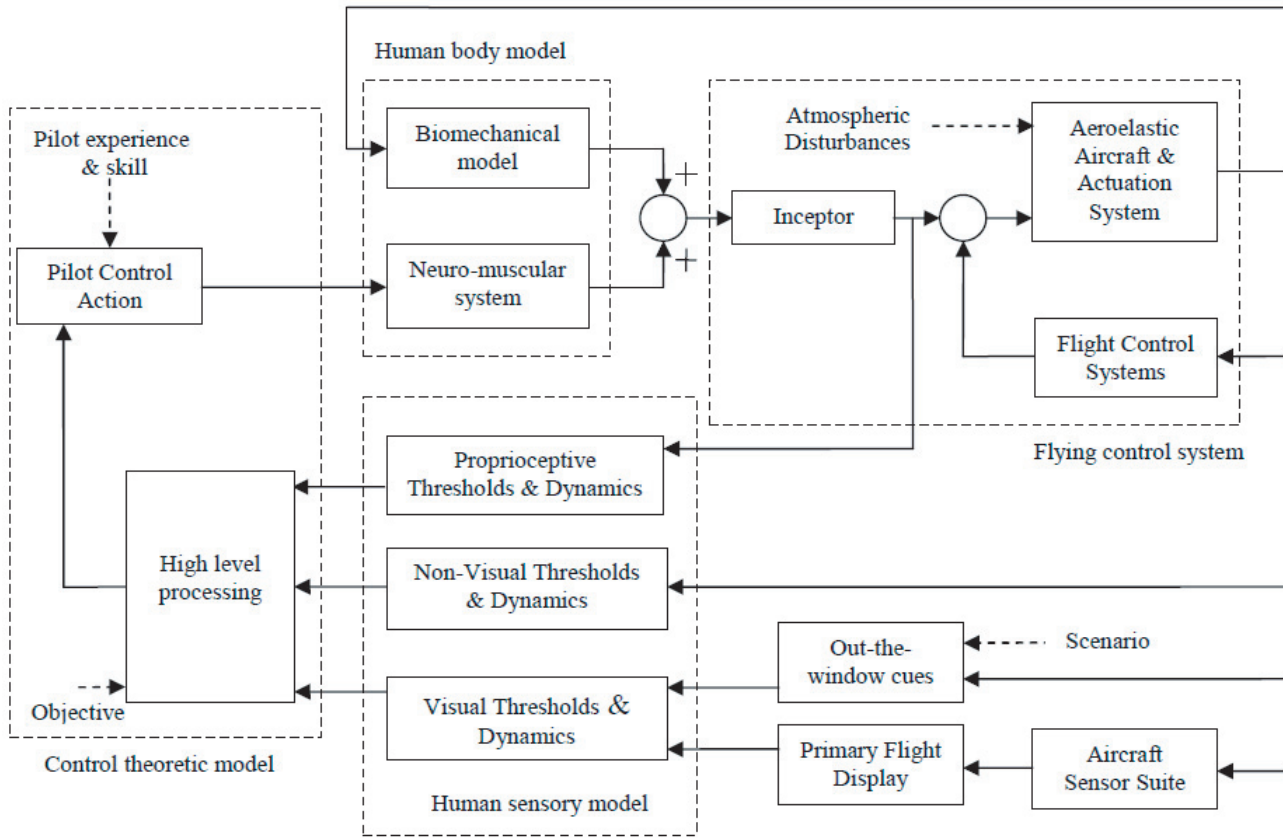 Human body model
Pilot experience
& skill
Biomechanical
model
+
Atmospheric
Disturbances
Aeroelastic
Aircraft &
Actuation
System
Inceptor
Pilot Control
Action
Neuro-muscular
system
+
Flight Control
Systems
Flying control system
Proprioceptive
Thresholds & Dynamics
High level
processing
Non-Visual Thresholds
& Dynamics
Out-the-
window cues
Scenario
Objective
Visual Thresholds &
Dynamics
Primary Flight
Display
Aircraft
Sensor Suite
Control theoretic model
Human sensory model